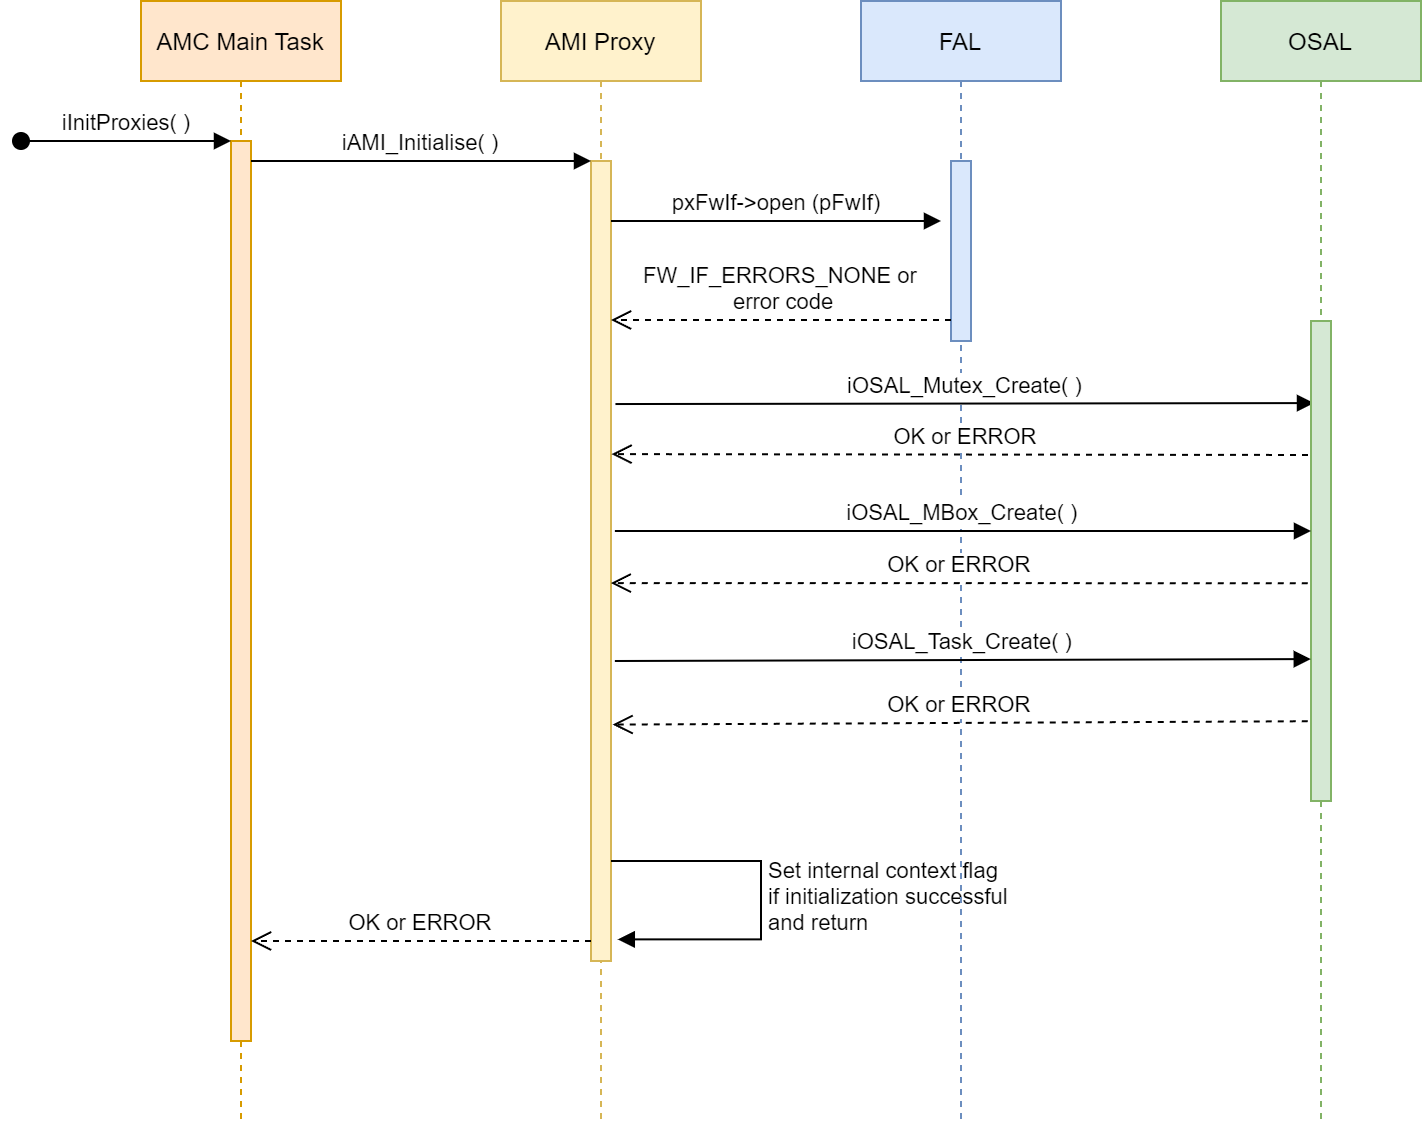 AMC Main Task
AMI Proxy
FAL
OSAL
iInitProxies( )
iAMI_Initialise( )
pxFwIf->open (pFwIf)
FW_IF_ERRORS_NONE or
error code
iOSAL_Mutex_Create( )
OK or ERROR
iOSAL_MBox_Create( )
OK or ERROR
iOSAL_Task_Create( )
OK or ERROR
Set internal context flag
if initialization successful
and return
OK or ERROR